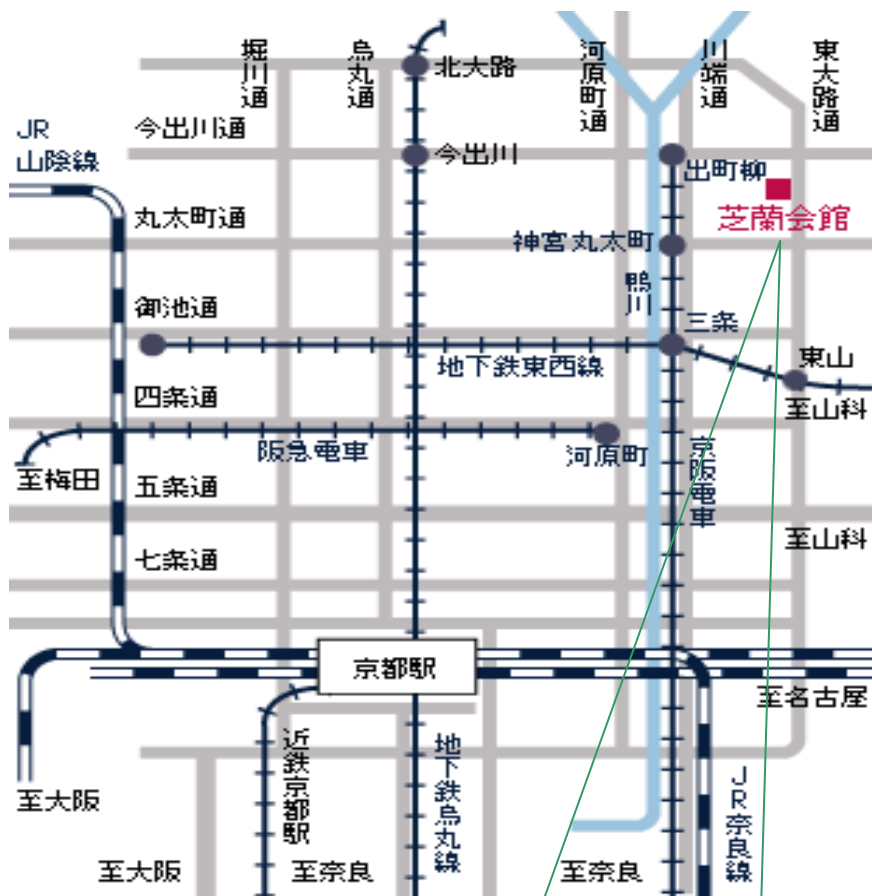 堀川通
烏丸通
河原町通
川端通
東大路通
北大路
JR
山陰線
今出川通
今出川
出町柳
芝蘭会館
丸太町通
神宮丸太町
鴨川
御池通
三条
地下鉄東西線
東山
四条通
至山科
阪急電車
河原町
京阪電車
至梅田
五条通
至山科
七条通
京都駅
至名古屋
近鉄京都駅
地下鉄烏丸線
JR奈良線
至大阪
至大阪
至奈良
至奈良